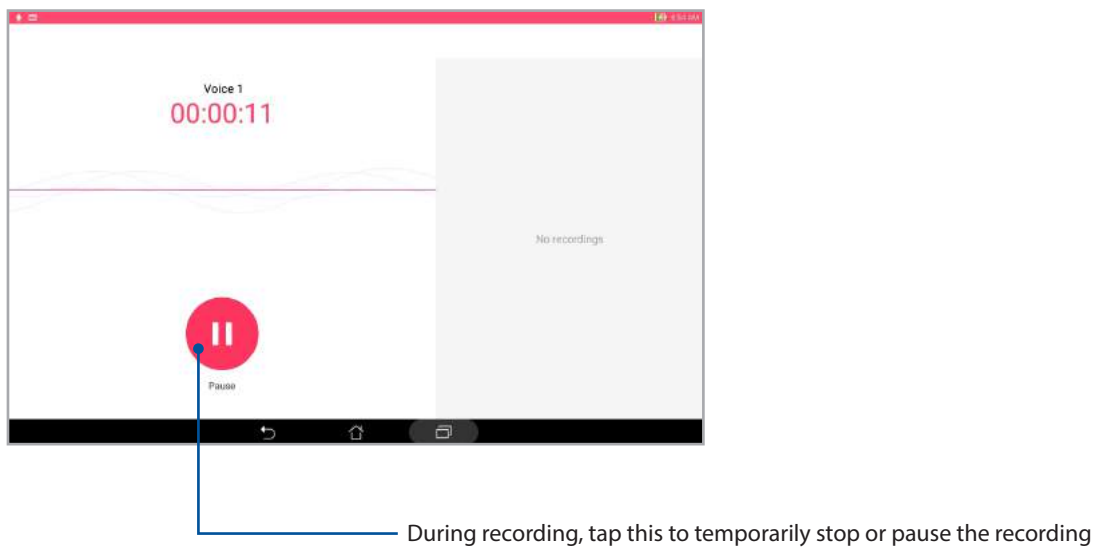 Voice 1
00:00:11
No recordings
Pause
During recording, tap this to temporarily stop or pause the recording